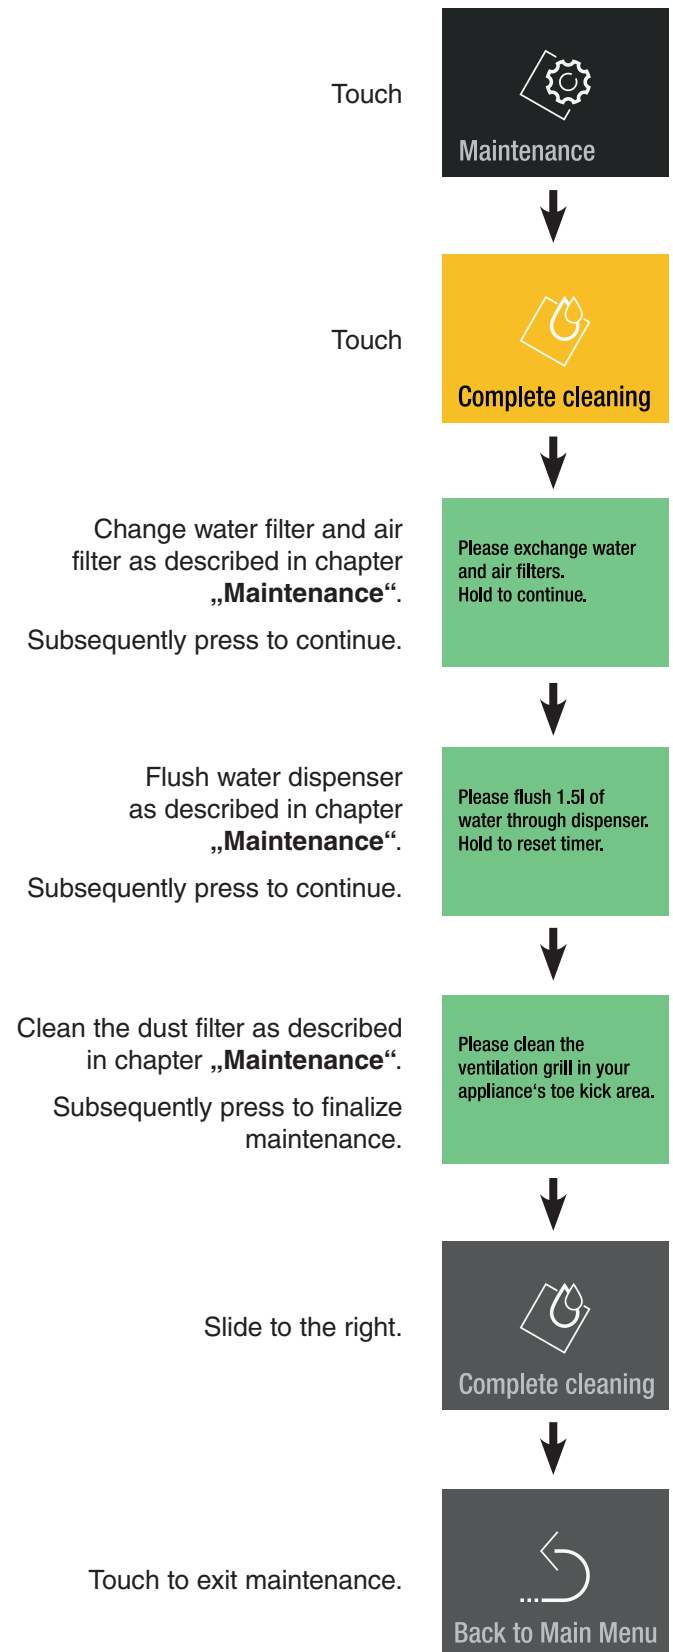 Touch
Maintenance
Touch
Complete cleaning
Change water filter and air
filter as described in chapter
„Maintenance“.
Subsequently press to continue.
Please exchange water
and air filters.
Hold to continue.
Flush water dispenser
as described in chapter
„Maintenance“.
Subsequently press to continue.
Please flush 1.5l of
water through dispenser.
Hold to reset timer.
Clean the dust filter as described
in chapter „Maintenance“.
Subsequently press to finalize
maintenance.
Please clean the
ventilation grill in your
appliance‘s toe kick area.
Slide to the right.
Complete cleaning
Touch to exit maintenance.
Back to Main Menu